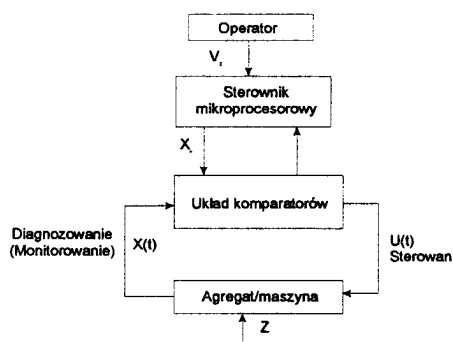 Operator
V,
Sterownik
mikroprocesorowy
X,
Układ komparatorów
Diagnozowanie
(Monitorowanie)
X(t)
U(t)
Sterowan
Agregat/maszyna
Z